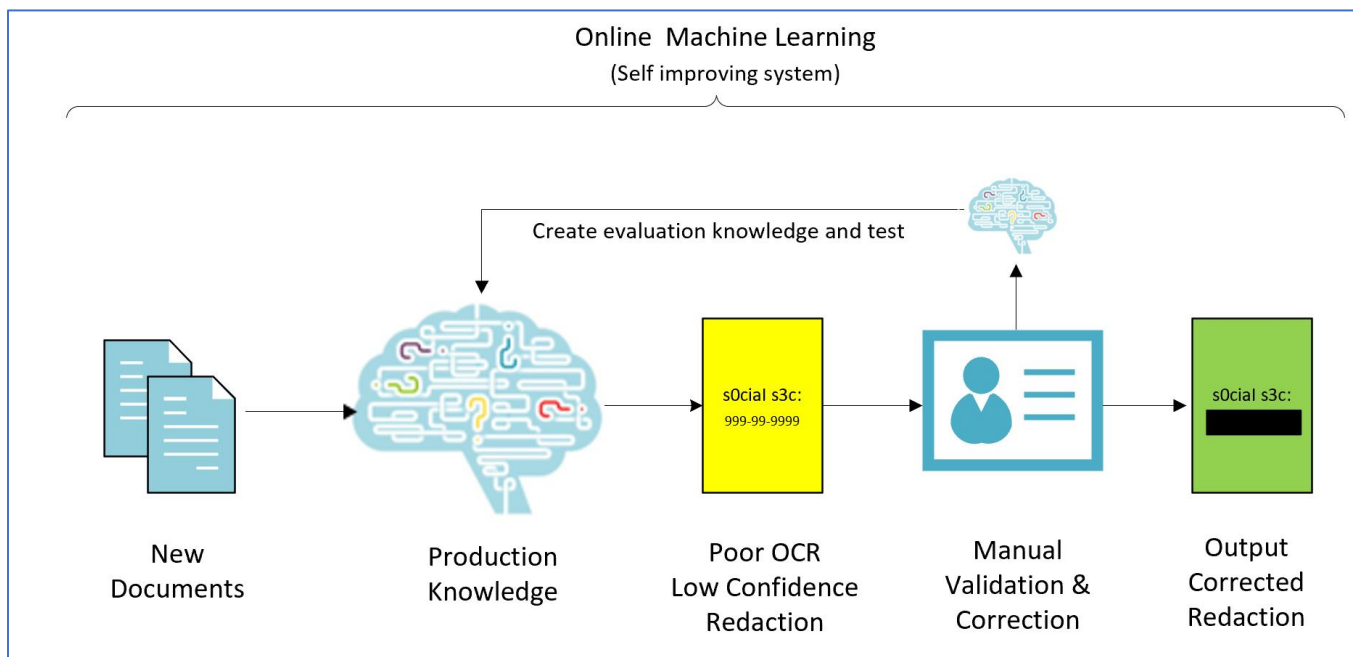 Online Machine Learning
(Self improving system)
Create evaluation knowledge and test
s0cial s3c:
999-99-9999
s0cial s3c:
New
Documents
Production
Knowledge
Poor OCR
Low Confidence
Redaction
Manual
Validation &
Correction
Output
Corrected
Redaction